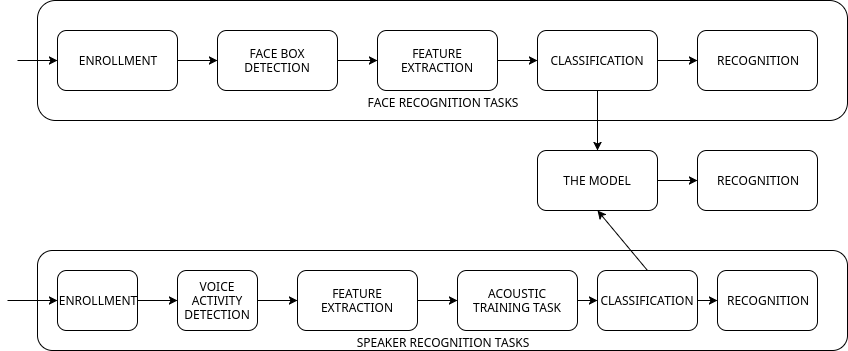 ENROLLMENT
FACE BOX
DETECTION
FEATURE
EXTRACTION
CLASSIFICATION
RECOGNITION
FACE RECOGNITION TASKS
THE MODEL
RECOGNITION
ENROLLMENT
VOICE
ACTIVITY
DETECTION
FEATURE
EXTRACTION
ACOUSTIC
TRAINING TASK
CLASSIFICATION
RECOGNITION
SPEAKER RECOGNITION TASKS